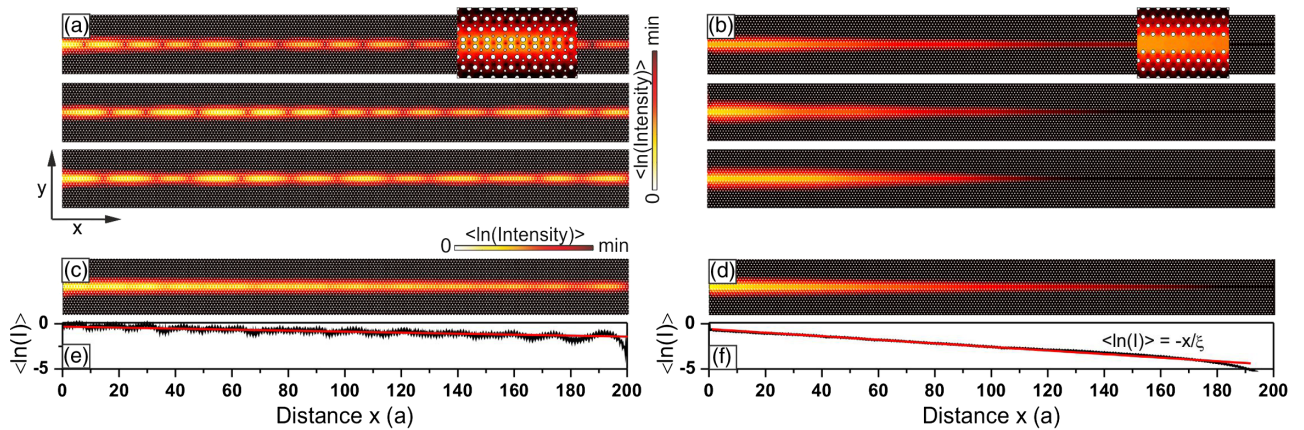 (a)
<ln(Intensity)>
0 min
y
x
<ln(Intensity)>
0 min
(c)
<ln(I)>
0
-5
(e)
0 20 40 60 80 100 120 140 160 180 200
Distance x (a)
(b)
(d)
<ln(I)>
0
-5
(f)
<ln(I)> = -x/ξ
0 20 40 60 80 100 120 140 160 180 200
Distance x (a)